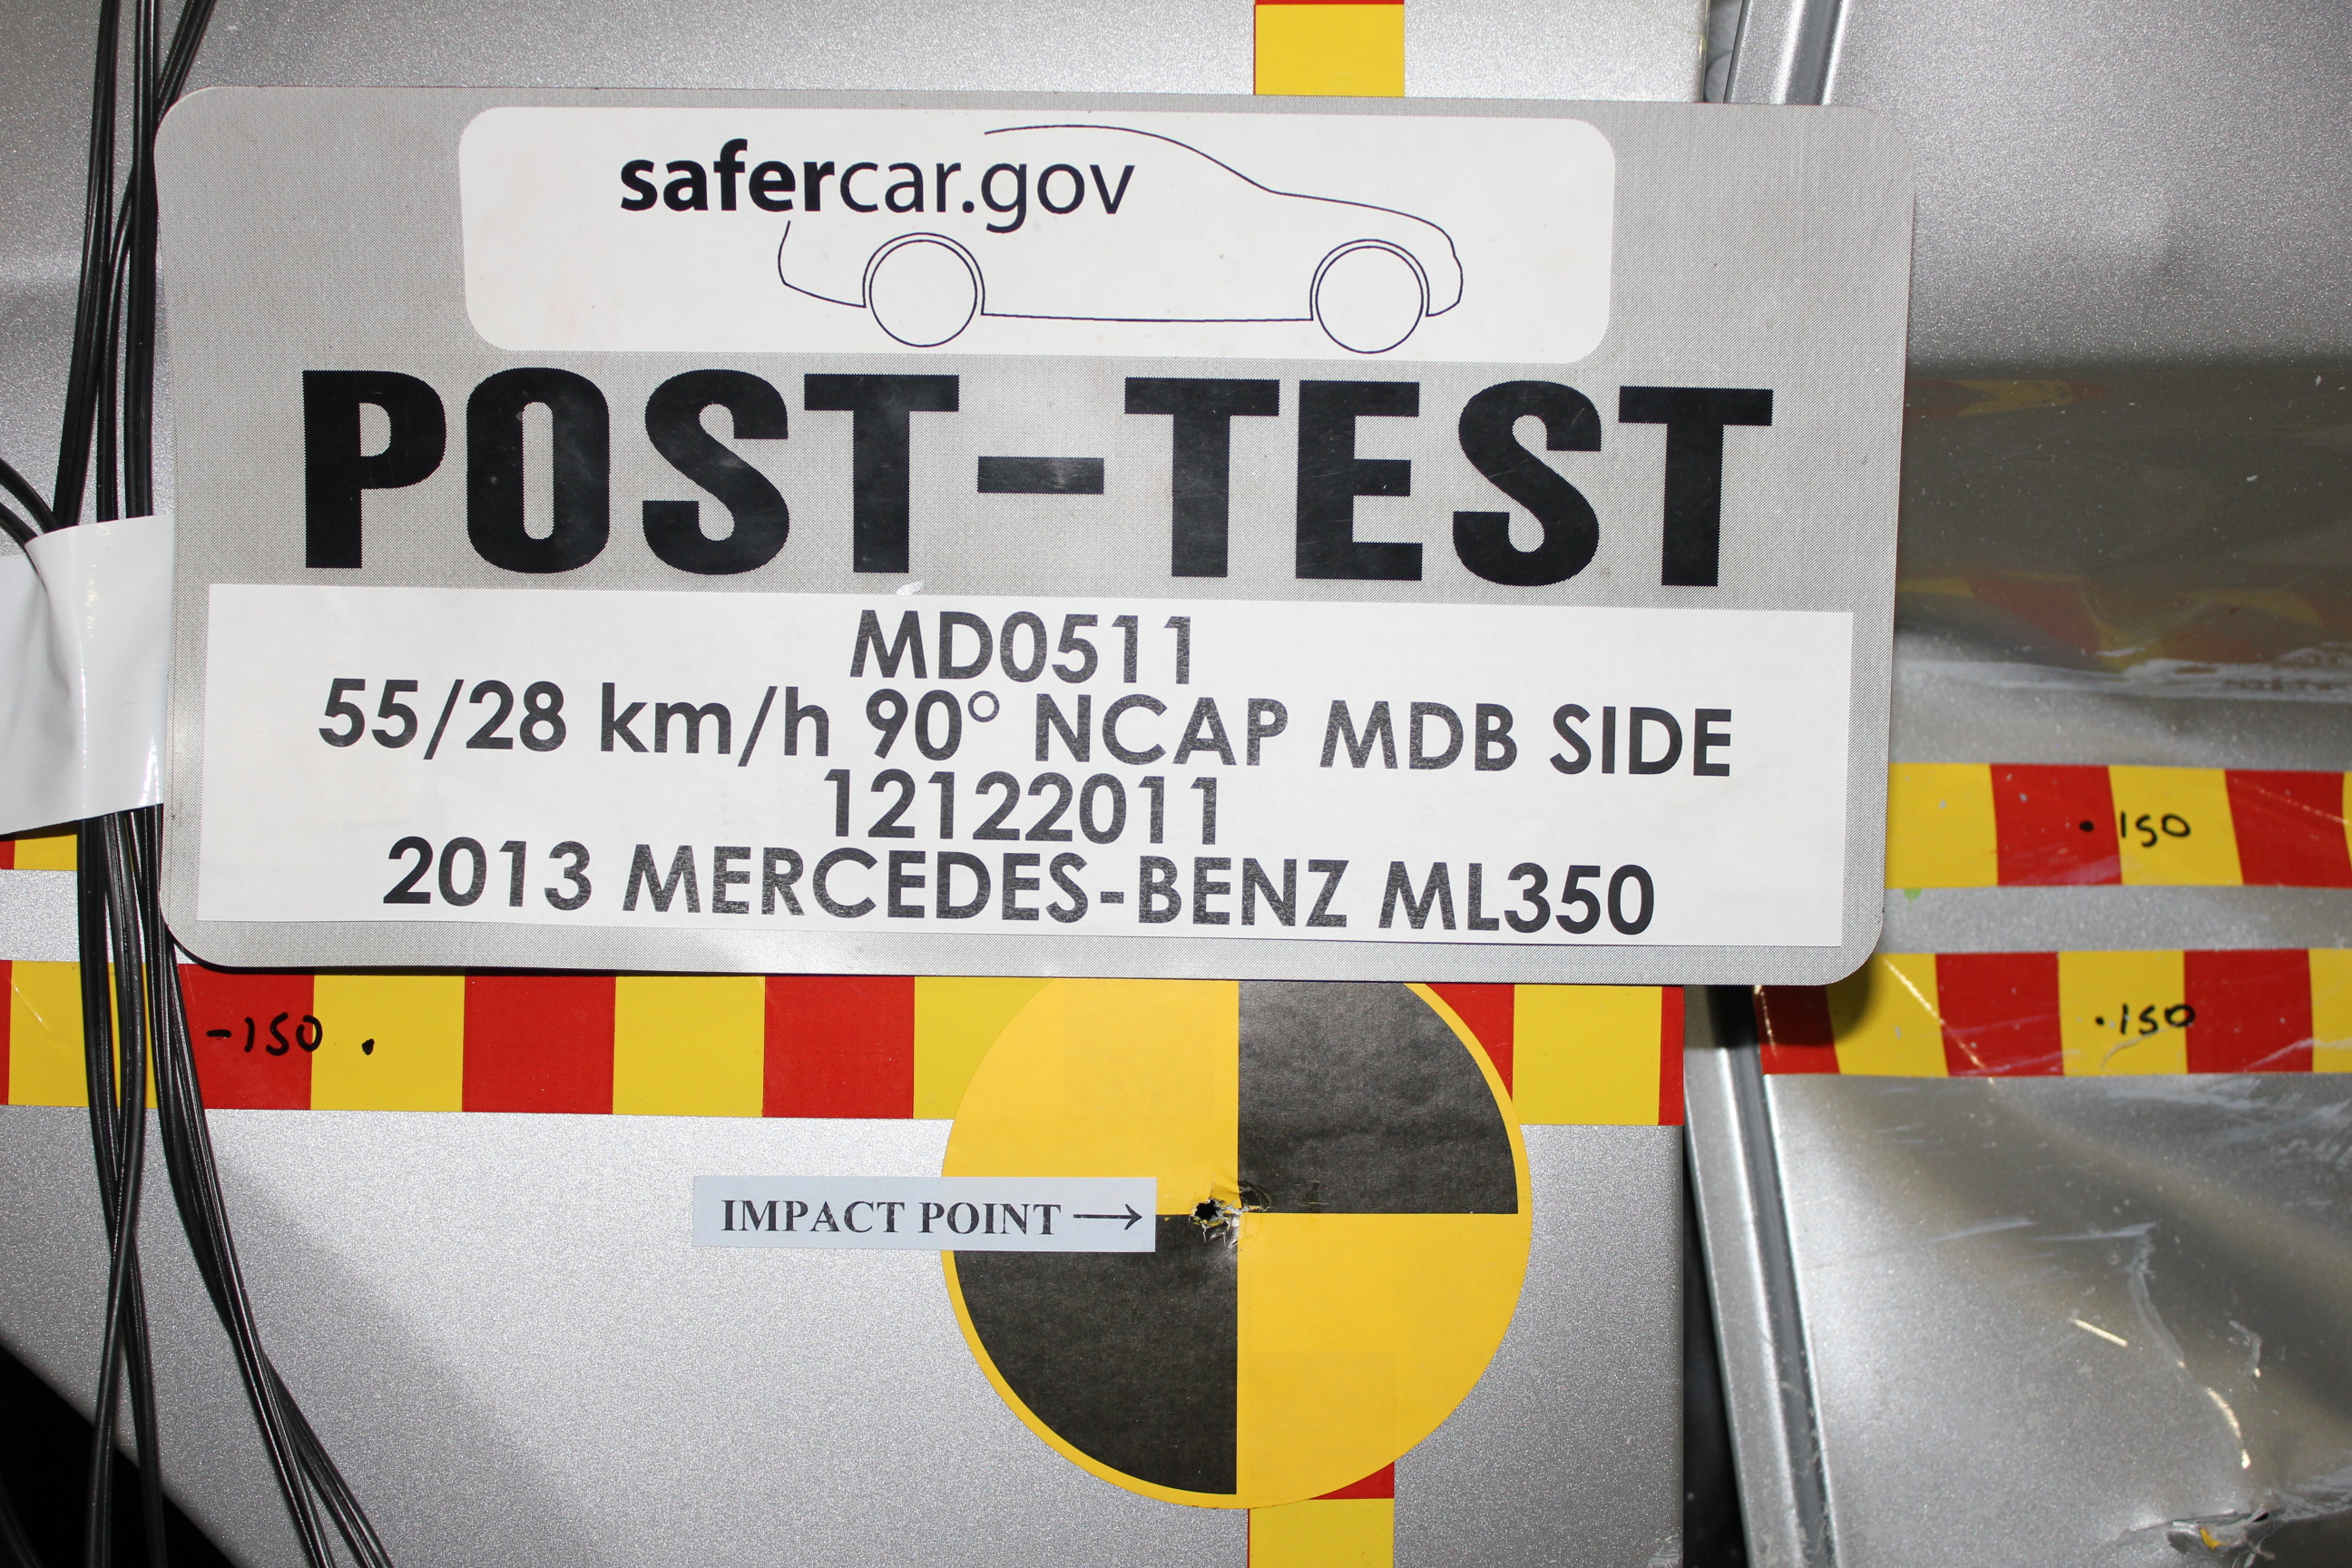 safercar.gov
POST-TEST
MD0511
55/28 km/h 90° NCAP MDB SIDE
12122011
2013 MERCEDES-BENZ ML350
• 150
-150 •
•150
IMPACT POINT →